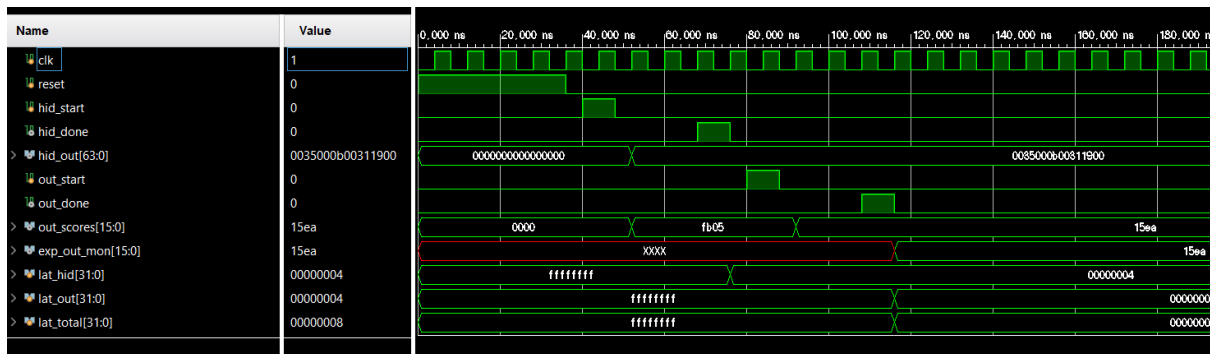 Name Value
0.000 ns 20.000 ns 40.000 ns 60.000 ns 80.000 ns 100.000 ns 120.000 ns 140.000 ns 160.000 ns 180.000 n
clk 1
reset 0
hid_start 0
hid_done 0
hid_out[63:0] 0035000b00311900 0000000000000000 0035000b00311900
out_start 0
out_done 0
out_scores[15:0] 15ea 0000 fb05 15ea
exp_out_mon[15:0] 15ea XXXX 15ea
lat_hid[31:0] 00000004 ffffffff 00000004
lat_out[31:0] 00000004 ffffffff 0000000
lat_total[31:0] 00000008 ffffffff 0000000